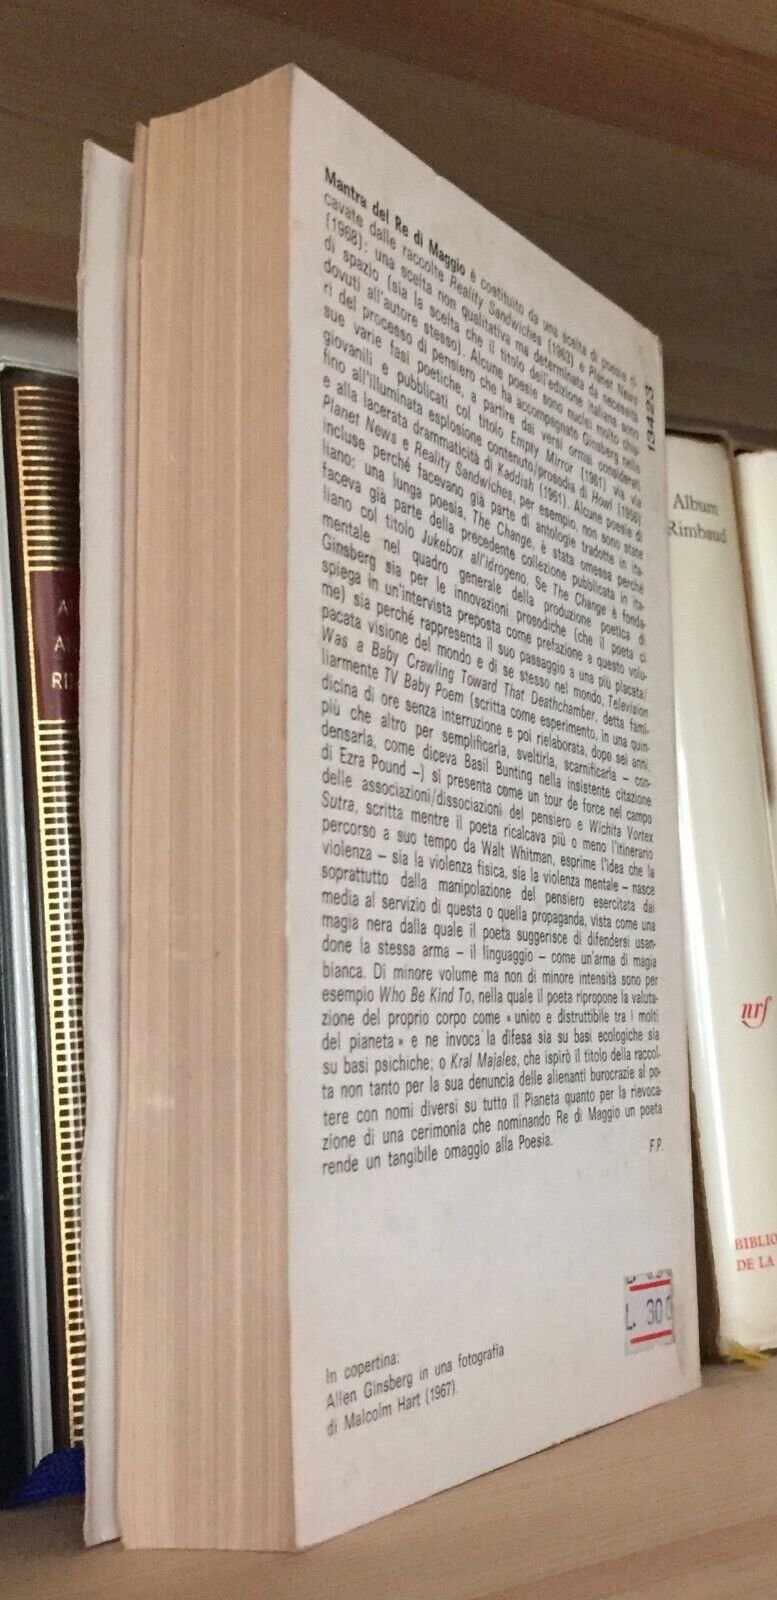 Mantra del Re di Maggio è costituito da una scelta di poesie ri-
cavate dalle raccolte Reality Sandwiches (1963) e Planet News
(1968): una scelta non qualitativa ma determinata da necessità
di spazio (sia la scelta che il titolo dell'edizione italiana sono
dovuti all'autore stesso). Alcune poesie sono nuclei molto chia-
ri del processo di pensiero che ha accompagnato Ginsberg nelle
sue varie fasi poetiche, a partire dai versi ormai considerati
giovanili e pubblicati col titolo Empty Mirror (1961) via via
fino all'illuminata esplosione contenuto/prosodia di Howl (1956)
e alla lacerata drammaticità di Kaddish (1961). Alcune poesie di
Planet News e Reality Sandwiches, per esempio, non sono state
incluse perché facevano già parte di antologie tradotte in ita-
liano; una lunga poesia, The Change, è stata omessa perché
faceva già parte della precedente collezione pubblicata in ita-
liano col titolo Jukebox all'idrogeno. Se The Change è fonda-
mentale nel quadro generale della produzione poetica di
Ginsberg sia per le innovazioni prosodiche (che il poeta ci
spiega in un'intervista preposta come prefazione a questo volu-
me) sia perché rappresenta il suo passaggio a una più placata/
pacata visione del mondo e di se stesso nel mondo, Television
Was a Baby Crawling Toward That Deathchamber, detta fami-
liarmente TV Baby Poem (scritta come esperimento, in una quin-
dicina di ore senza interruzione e poi rielaborata, dopo sei anni,
più che altro per semplificarla, sveltirla, scarnificarla – con-
densarla, come diceva Basil Bunting nella insistente citazione
di Ezra Pound –) si presenta come un tour de force nel campo
delle associazioni/dissociazioni del pensiero e Wichita Vortex
Sutra, scritta mentre il poeta ricalcava più o meno l'itinerario
percorso a suo tempo da Walt Whitman, esprime l'idea che la
violenza – sia la violenza fisica, sia la violenza mentale – nasce
soprattutto dalla manipolazione del pensiero esercitata dai
media al servizio di questa o quella propaganda, vista come una
magia nera dalla quale il poeta suggerisce di difendersi usan-
done la stessa arma – il linguaggio – come un'arma di magia
bianca. Di minore volume ma non di minore intensità sono per
esempio Who Be Kind To, nella quale il poeta ripropone la valuta-
zione del proprio corpo come « unico e distruttibile tra i molti
del pianeta » e ne invoca la difesa sia su basi ecologiche sia
su basi psichiche; o Kral Majales, che ispirò il titolo della raccol-
ta non tanto per la sua denuncia delle alienanti burocrazie al po-
tere con nomi diversi su tutto il Pianeta quanto per la rievoca-
zione di una cerimonia che nominando Re di Maggio un poeta
rende un tangibile omaggio alla Poesia.
F.P.
13423
In copertina:
Allen Ginsberg in una fotografia
di Malcolm Hart (1967).
L. 300
Album
Rimbaud
nrf
BIBLIO
DE LA